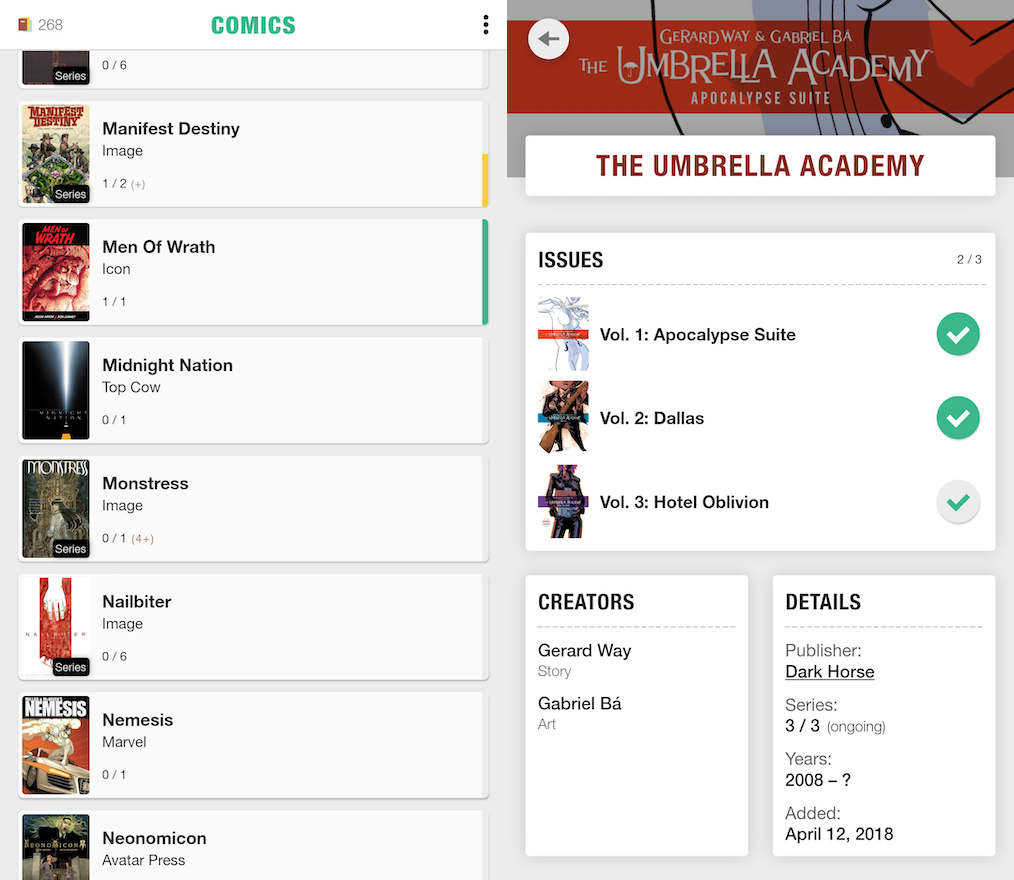 268
COMICS
Series
0 / 6
MANIFEST
DESTINY
Series
Manifest Destiny
Image
1 / 2 (+)
MEN OF
WRATH
Men Of Wrath
Icon
1 / 1
MIDNIGHT
NATION
Midnight Nation
Top Cow
0 / 1
MONSTRESS
Series
Monstress
Image
0 / 1 (4+)
NAILBITER
Series
Nailbiter
Image
0 / 6
NEMESIS
Nemesis
Marvel
0 / 1
NEONOMICON
Neonomicon
Avatar Press
GERARD WAY & GABRIEL BÁ
THE UMBRELLA ACADEMY
APOCALYPSE SUITE
THE UMBRELLA ACADEMY
ISSUES
2 / 3
Vol. 1: Apocalypse Suite
Vol. 2: Dallas
Vol. 3: Hotel Oblivion
CREATORS
Gerard Way
Story
Gabriel Bá
Art
DETAILS
Publisher:
Dark Horse
Series:
3 / 3 (ongoing)
Years:
2008 – ?
Added:
April 12, 2018